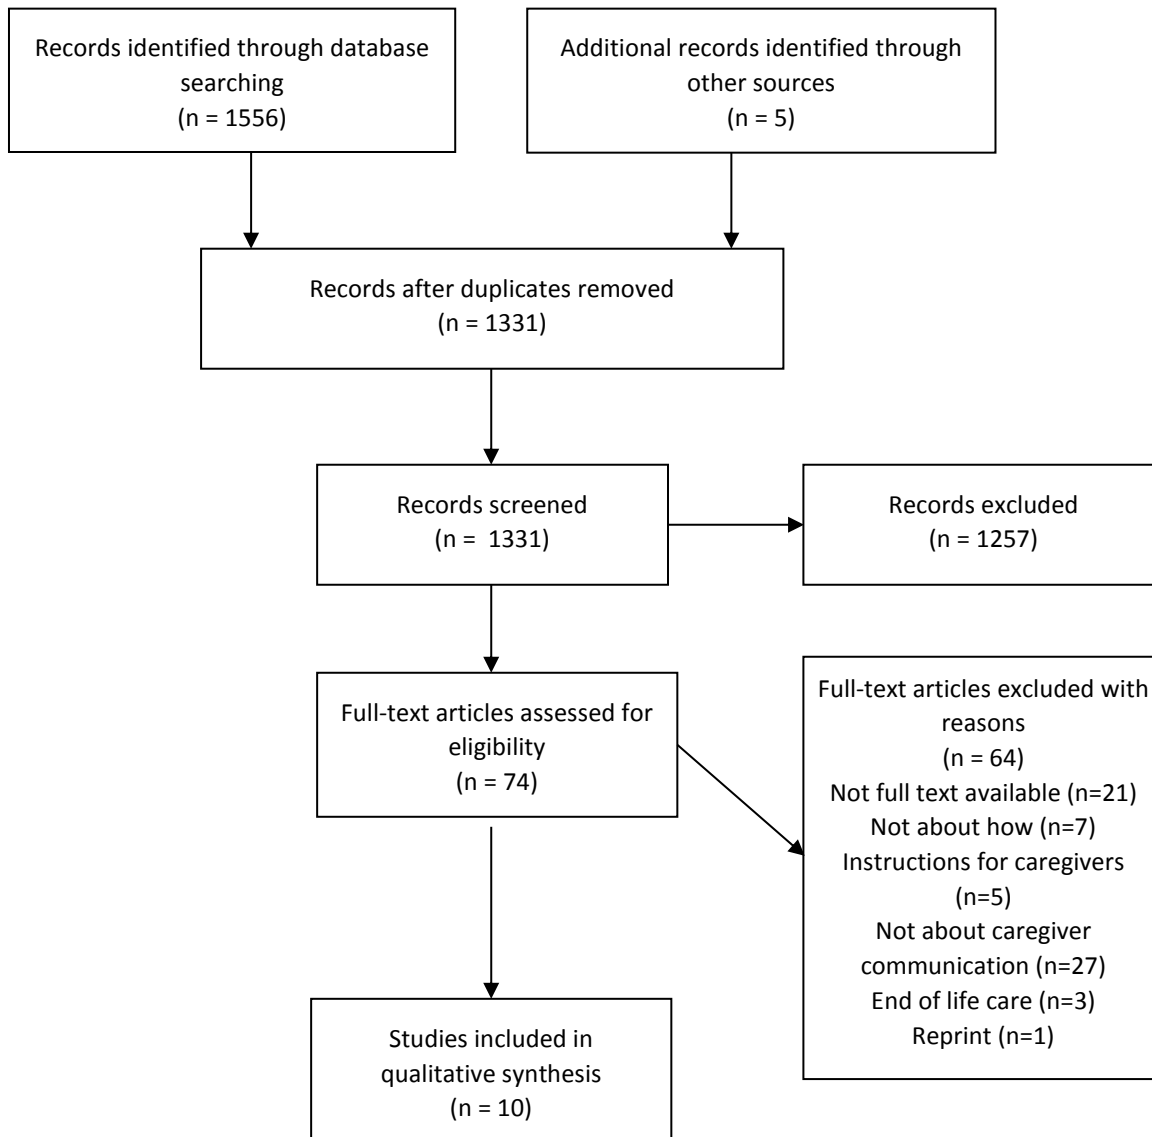 Records identified through database
searching
(n = 1556)
Additional records identified through
other sources
(n = 5)
Records after duplicates removed
(n = 1331)
Records screened
(n = 1331)
Records excluded
(n = 1257)
Full-text articles assessed for
eligibility
(n = 74)
Full-text articles excluded with
reasons
(n = 64)
Not full text available (n=21)
Not about how (n=7)
Instructions for caregivers
(n=5)
Not about caregiver
communication (n=27)
End of life care (n=3)
Reprint (n=1)
Studies included in
qualitative synthesis
(n = 10)